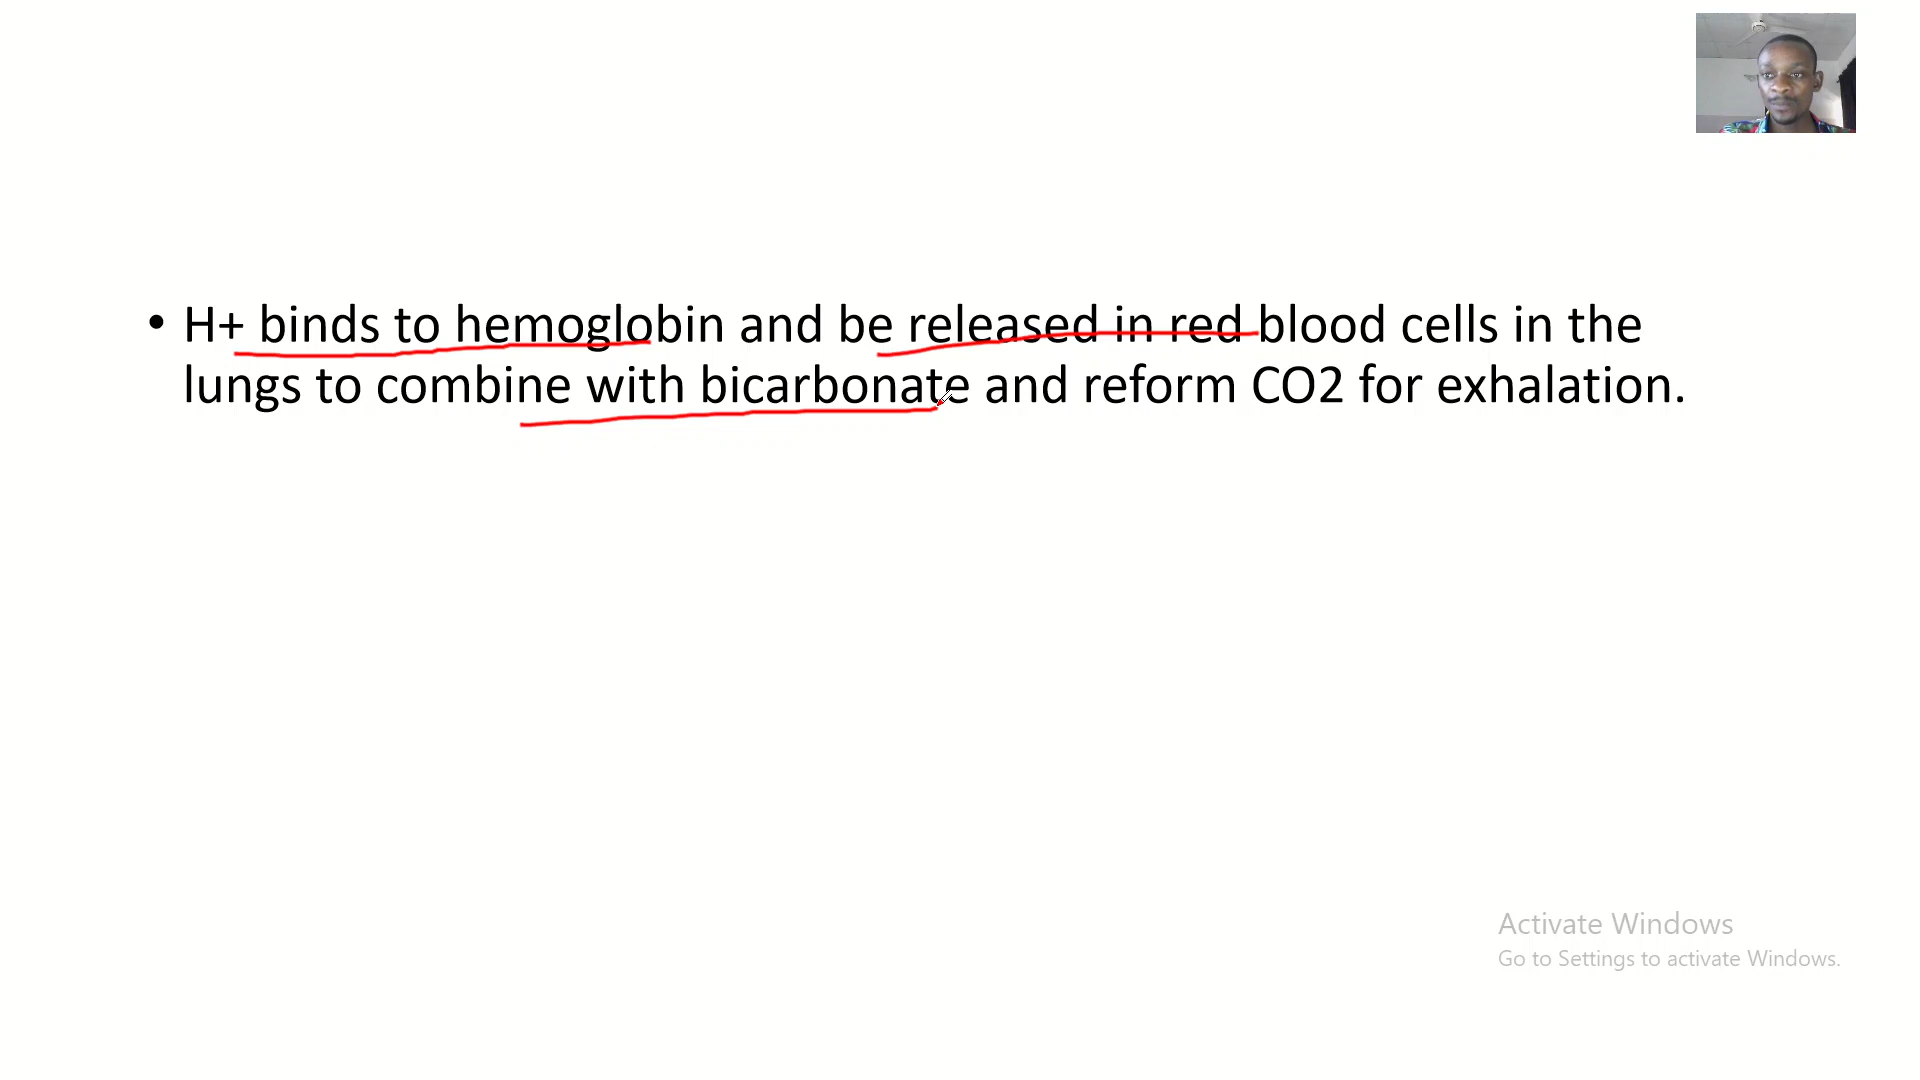 • H+ binds to hemoglobin and be released in red blood cells in the
lungs to combine with bicarbonate and reform CO2 for exhalation.
Activate Windows
Go to Settings to activate Windows.